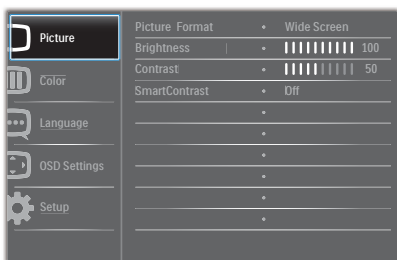 Picture
Color
Language
OSD Settings
Setup
Picture Format • Wide Screen
Brightness • 100
Contrast • 50
SmartContrast • Off